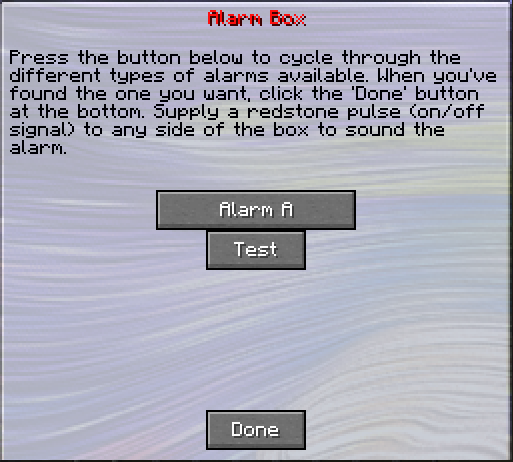 Alarm Box
Press the button below to cycle through the
different types of alarms available. When you've
found the one you want, click the 'Done' button
at the bottom. Supply a redstone pulse (on/off
signal) to any side of the box to sound the
alarm.
Alarm A
Test
Done